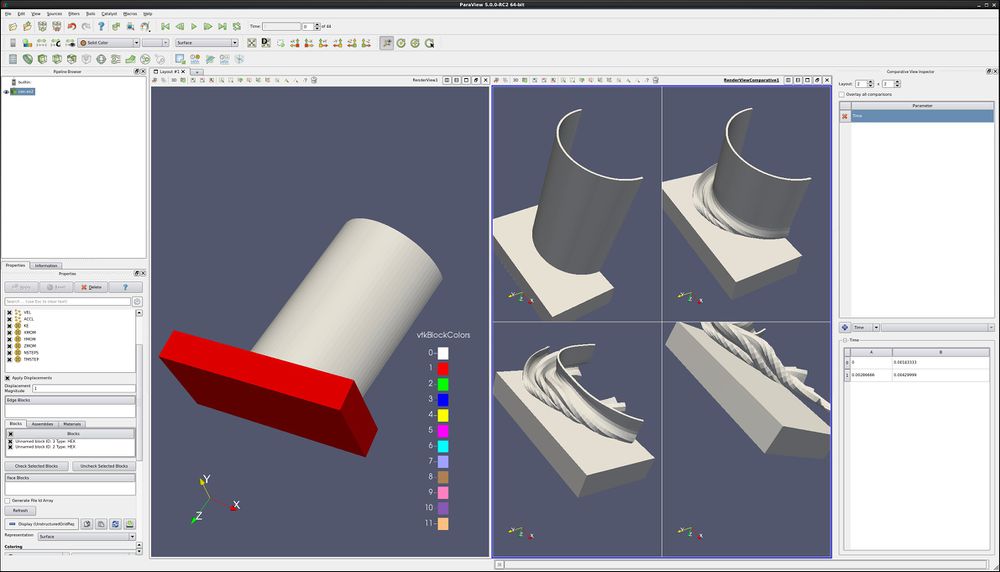 ParaView 5.0.0-RC2 64-bit
File Edit View Sources Filters Tools Catalyst Macros Help
Time: 0 of 44
Solid Color Surface
Pipeline Browser
builtin:
can.ex2
Properties Information
Properties
Apply Reset Delete ?
Search ... (use Esc to clear text)
VEL
ACCL
KE
XMOM
YMOM
ZMOM
NSTEPS
TMSTEP
Apply Displacements
Displacement Magnitude 1
Edge Blocks
Blocks Assemblies Materials
Blocks
Unnamed block ID: 1 Type: HEX
Unnamed block ID: 2 Type: HEX
Check Selected Blocks Uncheck Selected Blocks
Face Blocks
Generate File Id Array
Refresh
Display (UnstructuredGridRep
Representation Surface
Coloring
Layout #1
RenderView1
vtkBlockColors
0
1
2
3
4
5
6
7
8
9
10
11
Y
X
Z
RenderViewComparative1
Comparative View Inspector
Layout: 2 x 2
Overlay all comparisons
Parameter
Time
Time
Time
A B
0 0 0.00143333
1 0.00286666 0.00429999